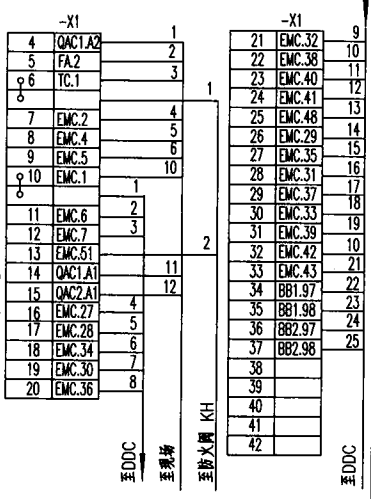 -X1
4 QAC1.A2 1
5 FA.2 2
6 TC.1 3
1
7 EMC.2 4
8 EMC.4 5
9 EMC.5 6
10 EMC.1 10
1
11 EMC.6 2
12 EMC.7 3
13 EMC.51 2
14 QAC1.A1 11
15 QAC2.A1 12
16 EMC.27 4
17 EMC.28 5
18 EMC.34 6
19 EMC.30 7
20 EMC.36 8
至DDC
至现场
至防火阀 KH
-X1
21 EMC.32 9
22 EMC.38 10
23 EMC.40 11
24 EMC.41 12
25 EMC.48 13
26 EMC.29 14
27 EMC.35 15
28 EMC.31 16
29 EMC.37 17
30 EMC.33 18
31 EMC.39 19
32 EMC.42 10
33 EMC.43 21
34 BB1.97 22
35 BB1.98 23
36 BB2.97 24
37 BB2.98 25
38
39
40
41
42
至DDC